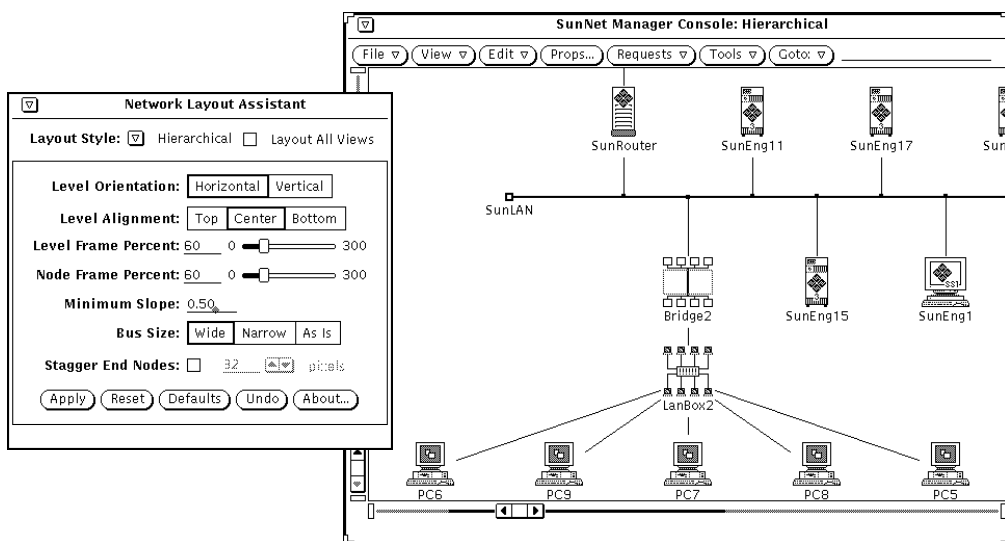 SunNet Manager Console: Hierarchical
File View Edit Props... Requests Tools Goto:
SunRouter SunEng11 SunEng17 Sun
SunLAN
Bridge2 SunEng15 SS1 SunEng1
LanBox2
PC6 PC9 PC7 PC8 PC5
Network Layout Assistant
Layout Style: Hierarchical Layout All Views
Level Orientation: Horizontal Vertical
Level Alignment: Top Center Bottom
Level Frame Percent: 60 0 300
Node Frame Percent: 60 0 300
Minimum Slope: 0.50
Bus Size: Wide Narrow As Is
Stagger End Nodes: 32 pixels
Apply Reset Defaults Undo About...